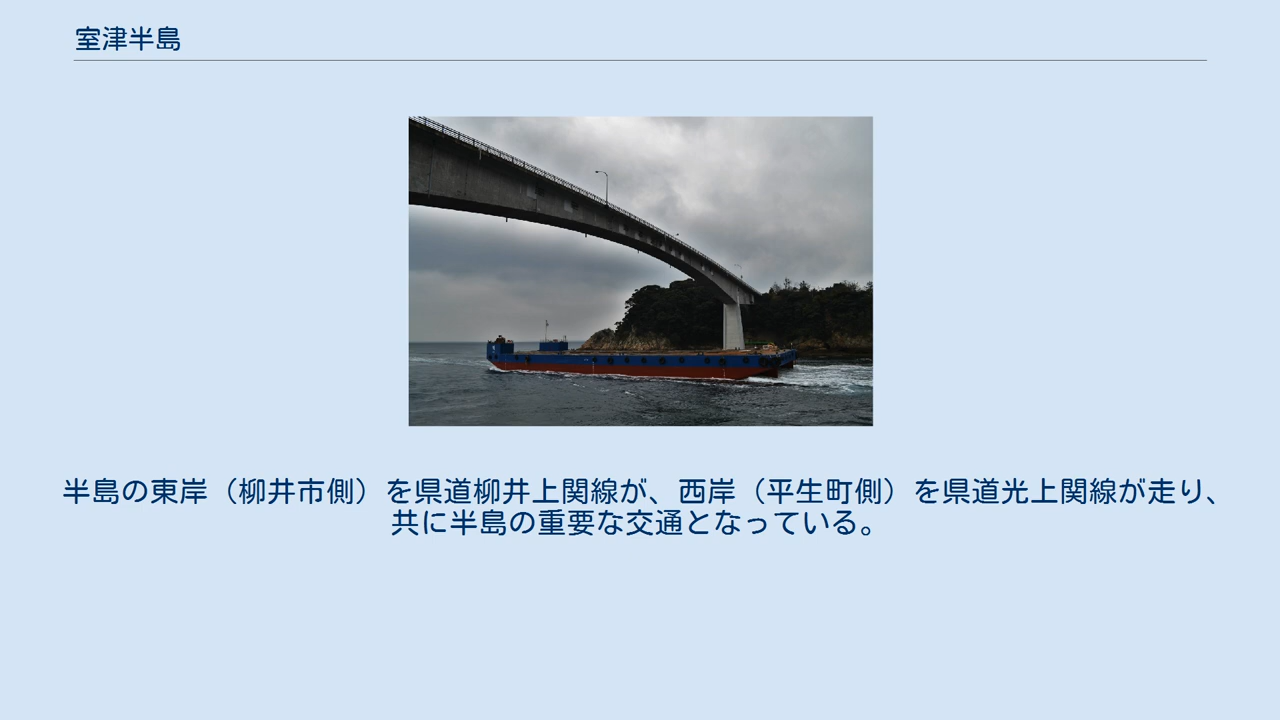 室津半島
半島の東岸（柳井市側）を県道柳井上関線が、西岸（平生町側）を県道光上関線が走り、
共に半島の重要な交通となっている。